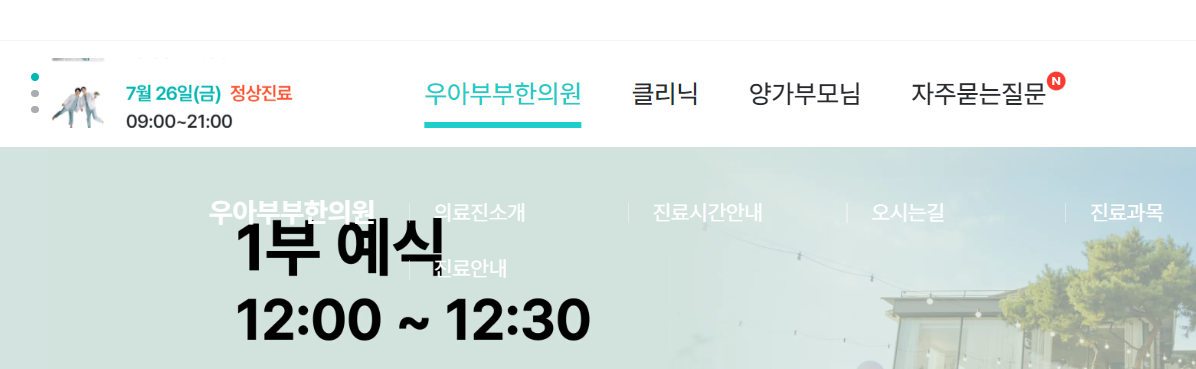 7월 26일(금) 정상진료
09:00~21:00
우아부부한의원 클리닉 양가부모님 자주묻는질문 N
우아부부한의원 의료진소개 진료시간안내 오시는길 진료과목
진료안내
1부 예식
12:00 ~ 12:30